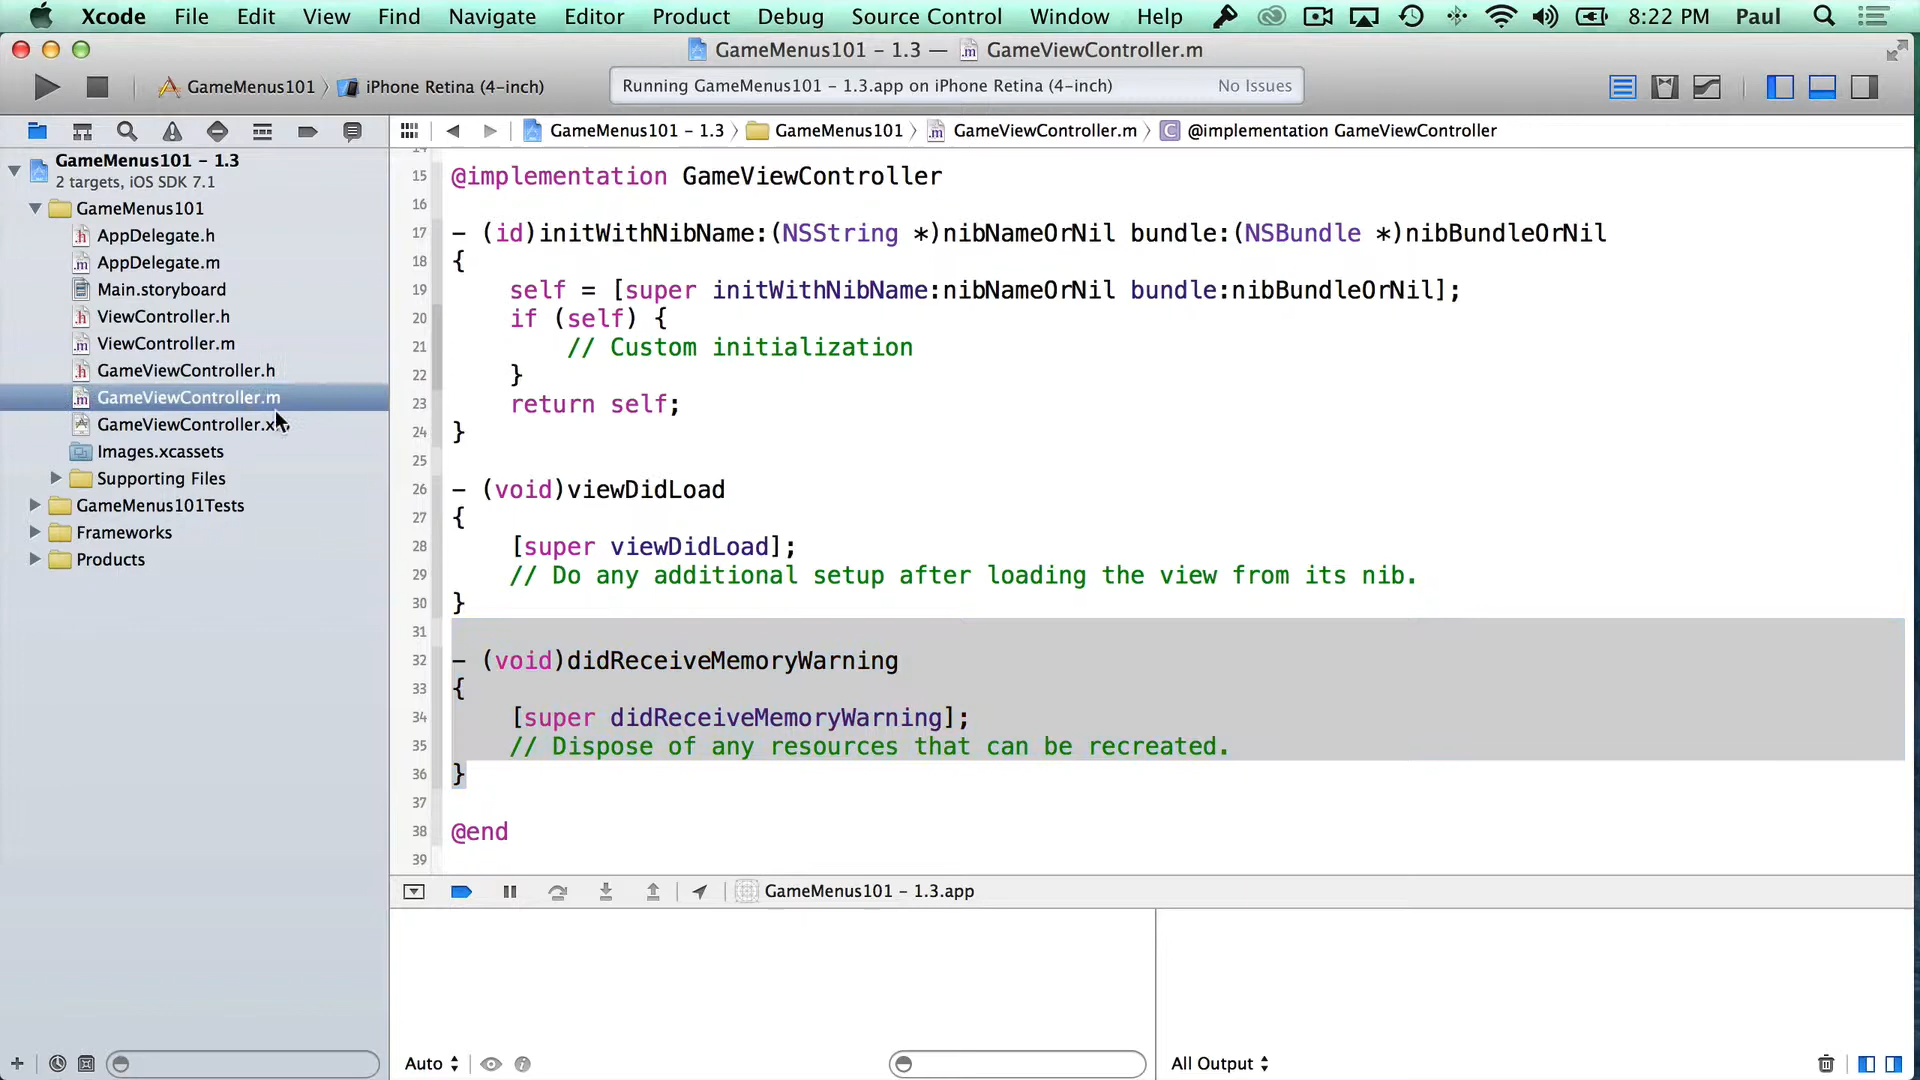 Xcode File Edit View Find Navigate Editor Product Debug Source Control Window Help 8:22 PM Paul
GameMenus101 – 1.3 — GameViewController.m
GameMenus101 iPhone Retina (4-inch) Running GameMenus101 – 1.3.app on iPhone Retina (4-inch) No Issues
GameMenus101 – 1.3 GameMenus101 GameViewController.m @implementation GameViewController
GameMenus101 – 1.3
2 targets, iOS SDK 7.1
GameMenus101
AppDelegate.h
AppDelegate.m
Main.storyboard
ViewController.h
ViewController.m
GameViewController.h
GameViewController.m
GameViewController.x
Images.xcassets
Supporting Files
GameMenus101Tests
Frameworks
Products
14
15 @implementation GameViewController
16
17 - (id)initWithNibName:(NSString *)nibNameOrNil bundle:(NSBundle *)nibBundleOrNil
18 {
19 self = [super initWithNibName:nibNameOrNil bundle:nibBundleOrNil];
20 if (self) {
21 // Custom initialization
22 }
23 return self;
24 }
25
26 - (void)viewDidLoad
27 {
28 [super viewDidLoad];
29 // Do any additional setup after loading the view from its nib.
30 }
31
32 - (void)didReceiveMemoryWarning
33 {
34 [super didReceiveMemoryWarning];
35 // Dispose of any resources that can be recreated.
36 }
37
38 @end
39
GameMenus101 – 1.3.app
Auto All Output